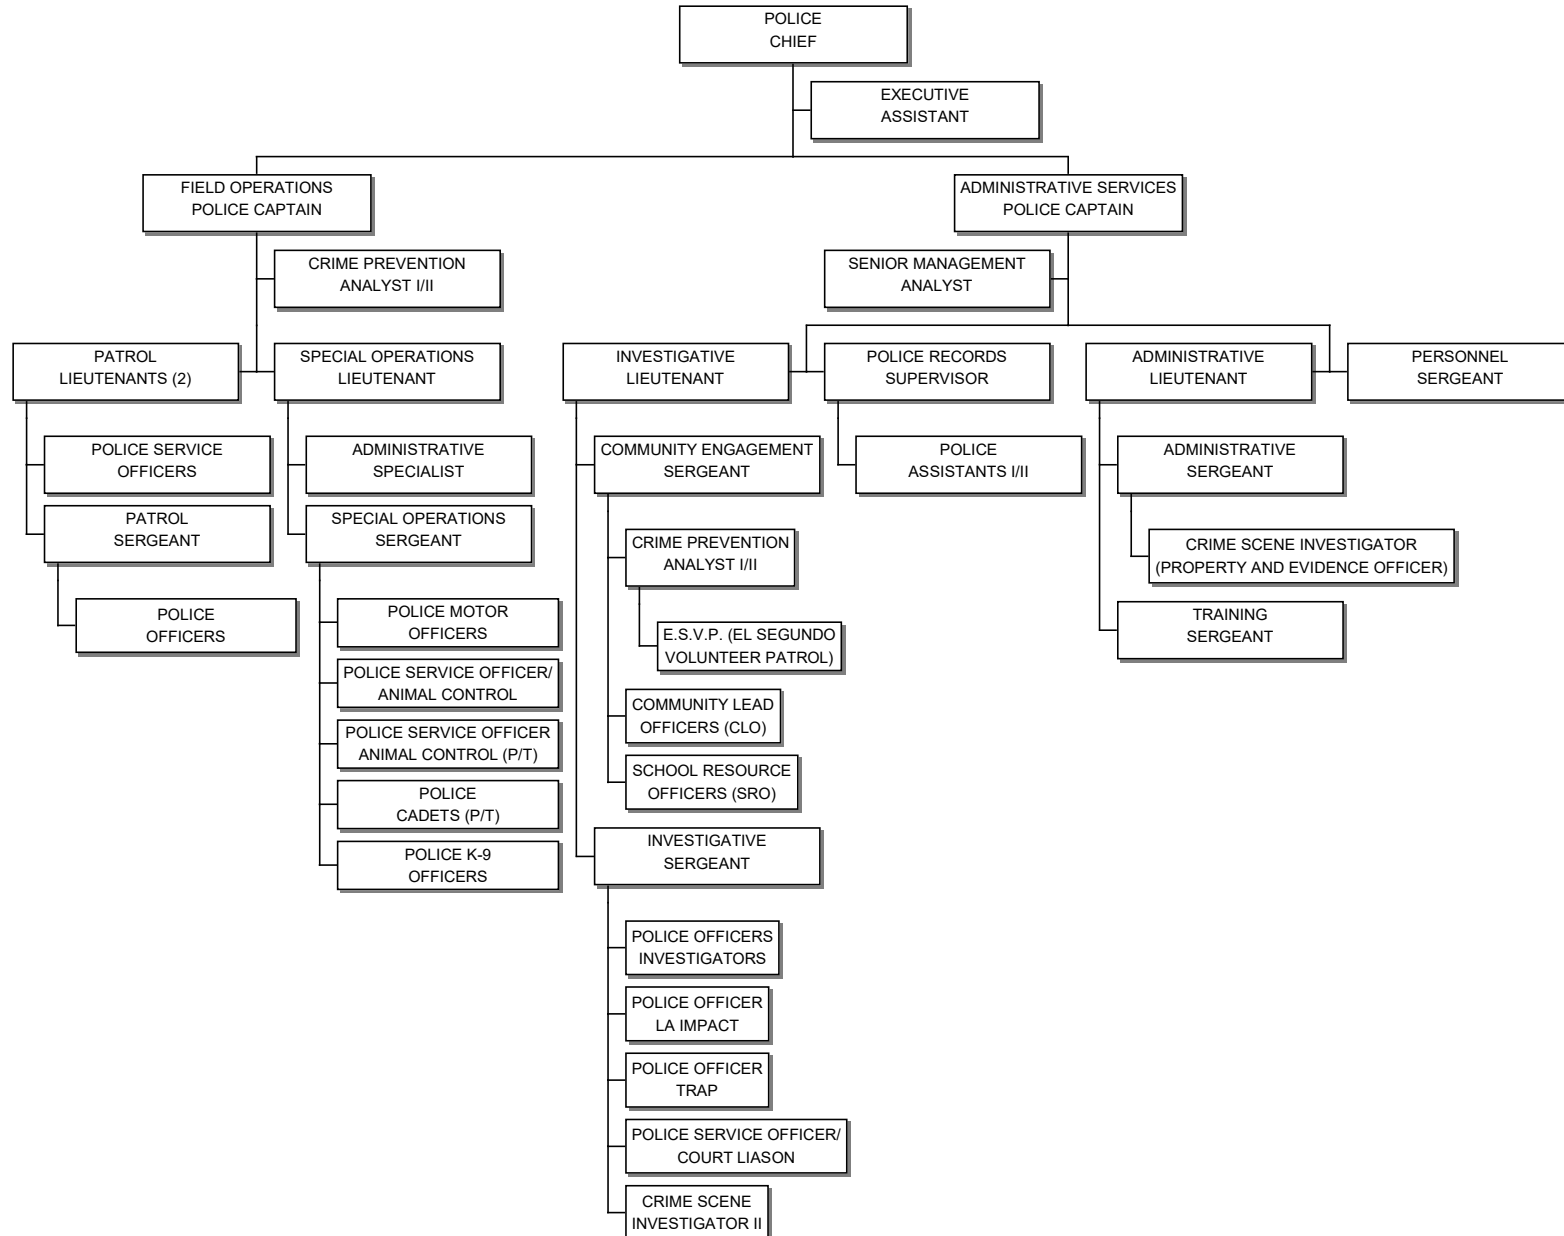 POLICE
CHIEF
EXECUTIVE
ASSISTANT
FIELD OPERATIONS
POLICE CAPTAIN
ADMINISTRATIVE SERVICES
POLICE CAPTAIN
CRIME PREVENTION
ANALYST I/II
SENIOR MANAGEMENT
ANALYST
PATROL
LIEUTENANTS (2)
SPECIAL OPERATIONS
LIEUTENANT
INVESTIGATIVE
LIEUTENANT
POLICE RECORDS
SUPERVISOR
ADMINISTRATIVE
LIEUTENANT
PERSONNEL
SERGEANT
POLICE SERVICE
OFFICERS
PATROL
SERGEANT
POLICE
OFFICERS
ADMINISTRATIVE
SPECIALIST
SPECIAL OPERATIONS
SERGEANT
POLICE MOTOR
OFFICERS
POLICE SERVICE OFFICER/
ANIMAL CONTROL
POLICE SERVICE OFFICER
ANIMAL CONTROL (P/T)
POLICE
CADETS (P/T)
POLICE K-9
OFFICERS
COMMUNITY ENGAGEMENT
SERGEANT
CRIME PREVENTION
ANALYST I/II
E.S.V.P. (EL SEGUNDO
VOLUNTEER PATROL)
COMMUNITY LEAD
OFFICERS (CLO)
SCHOOL RESOURCE
OFFICERS (SRO)
INVESTIGATIVE
SERGEANT
POLICE OFFICERS
INVESTIGATORS
POLICE OFFICER
LA IMPACT
POLICE OFFICER
TRAP
POLICE SERVICE OFFICER/
COURT LIASON
CRIME SCENE
INVESTIGATOR II
POLICE
ASSISTANTS I/II
ADMINISTRATIVE
SERGEANT
CRIME SCENE INVESTIGATOR
(PROPERTY AND EVIDENCE OFFICER)
TRAINING
SERGEANT